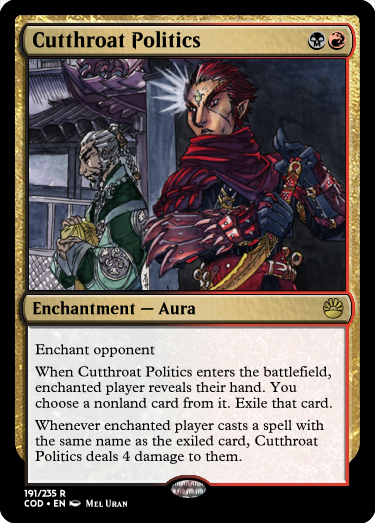 Cutthroat Politics
Enchantment — Aura
Enchant opponent
When Cutthroat Politics enters the battlefield,
enchanted player reveals their hand. You
choose a nonland card from it. Exile that card.
Whenever enchanted player casts a spell with
the same name as the exiled card, Cutthroat
Politics deals 4 damage to them.
191/235 R
COD • EN Mel Uran